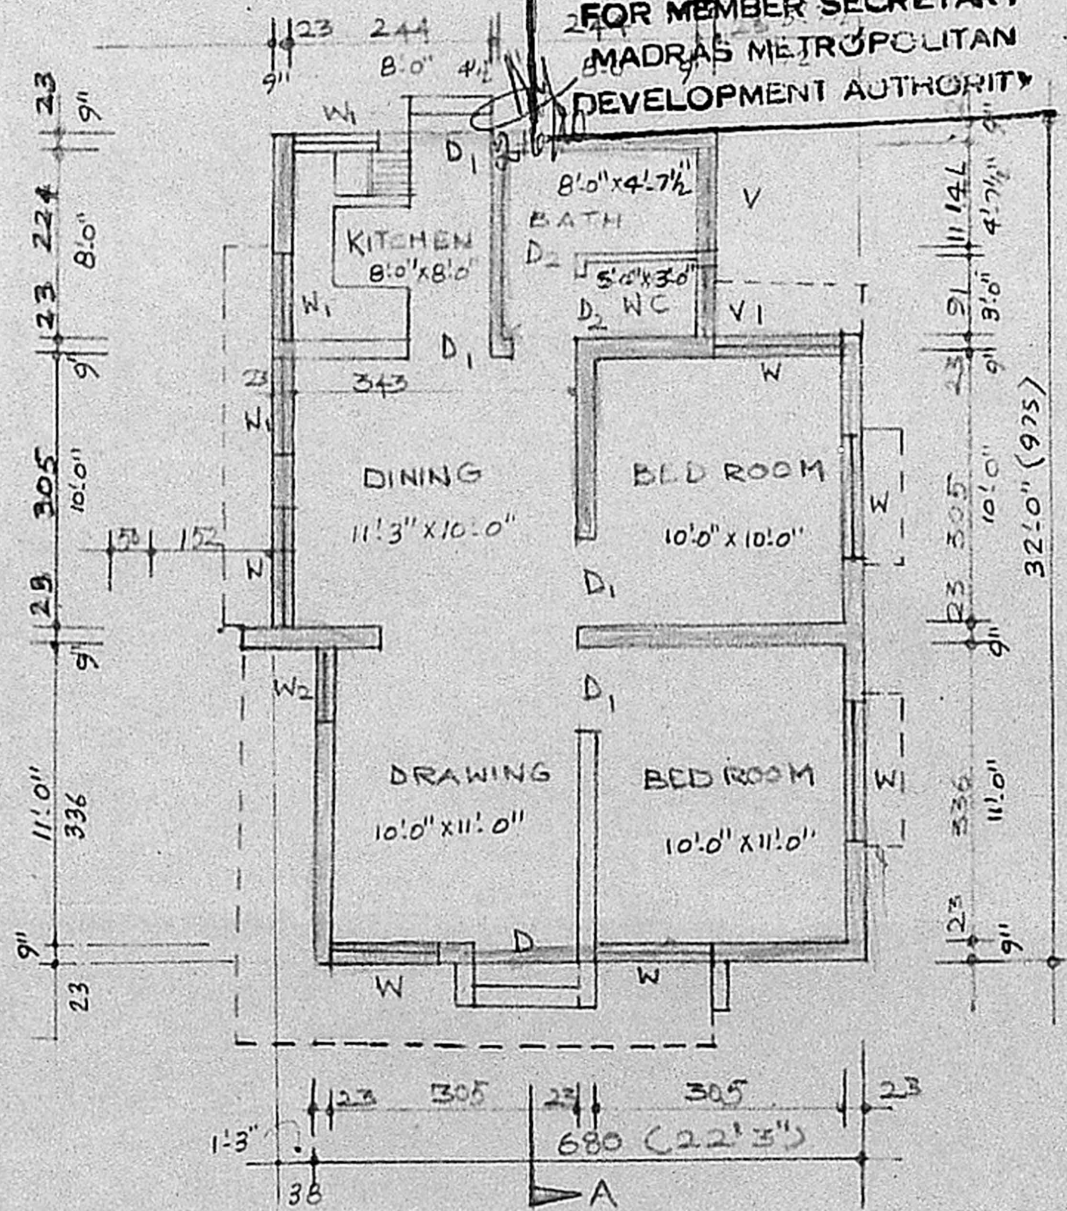 FOR MEMBER SECRETARY
MADRAS METROPOLITAN
DEVELOPMENT AUTHORITY
23 244
9" 8'0" 4½"
23 9"
W1
D1
8'0"x4'-7½"
BATH
V
KITCHEN
8'0"x8'0"
D2
5'0"x3'0"
D2 WC
V1
W1
D1
224 8'0"
114 4'-7½"
11
91 3'0"
23 9"
23 9"
23 343
W
DINING
11'3"x10'0"
BED ROOM
10'0"x10'0"
W
305 10'0"
305 10'0"
32'0" (975)
152
D1
23 9"
23 9"
W2
D1
DRAWING
10'0"x11'0"
BED ROOM
10'0"x11'0"
W
11'0" 336
336 11'0"
D
W
W
9" 23
23 9"
23 305 23 305 23
1'-3"
680 (22'3")
38
A